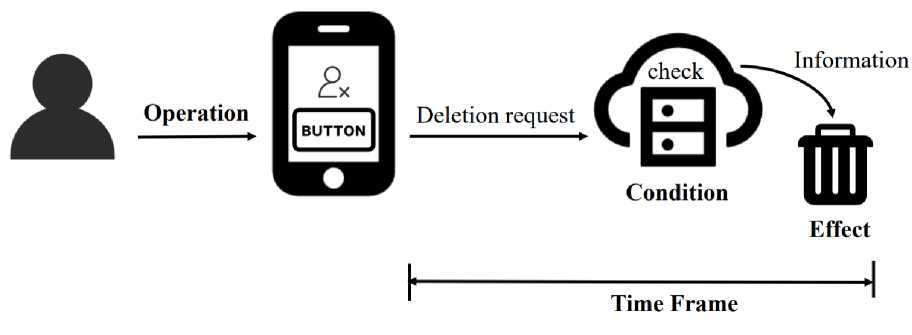 Operation
BUTTON
Deletion request
check
Condition
Information
Effect
Time Frame